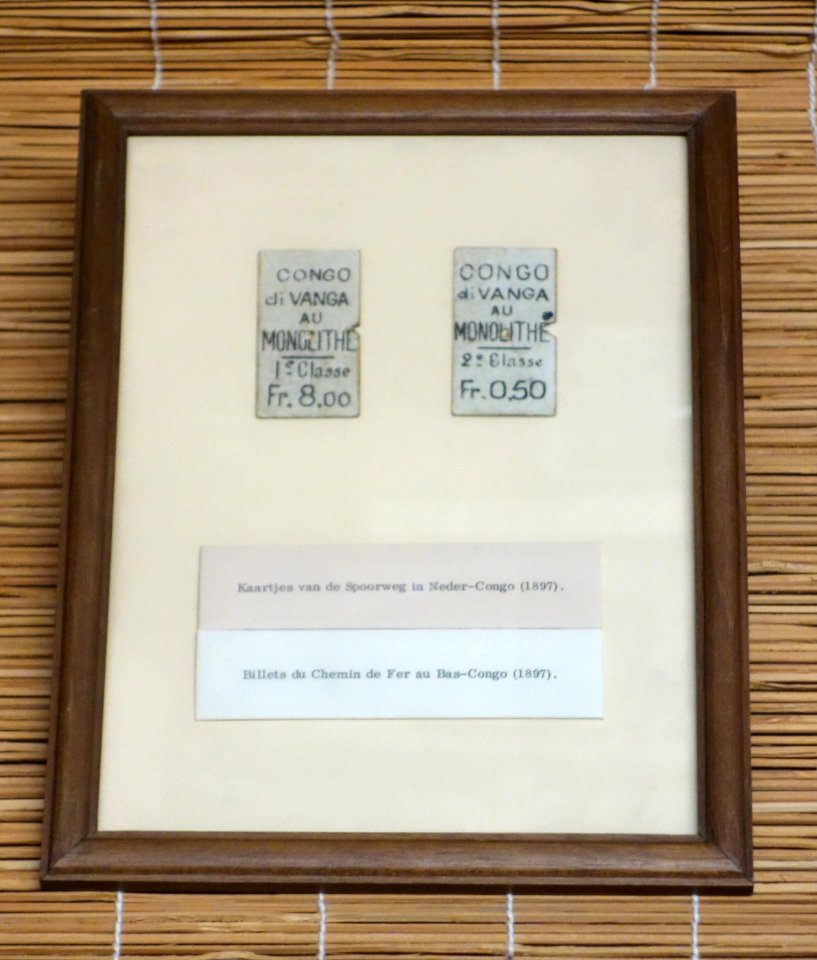 CONGO
di VANGA
AU
MONOLITHE
1e Classe
Fr. 8.00
CONGO
di VANGA
AU
MONOLITHE
2e Classe
Fr. 0,50
Kaartjes van de Spoorweg in Neder-Congo (1897).
Billets du Chemin de Fer au Bas-Congo (1897).